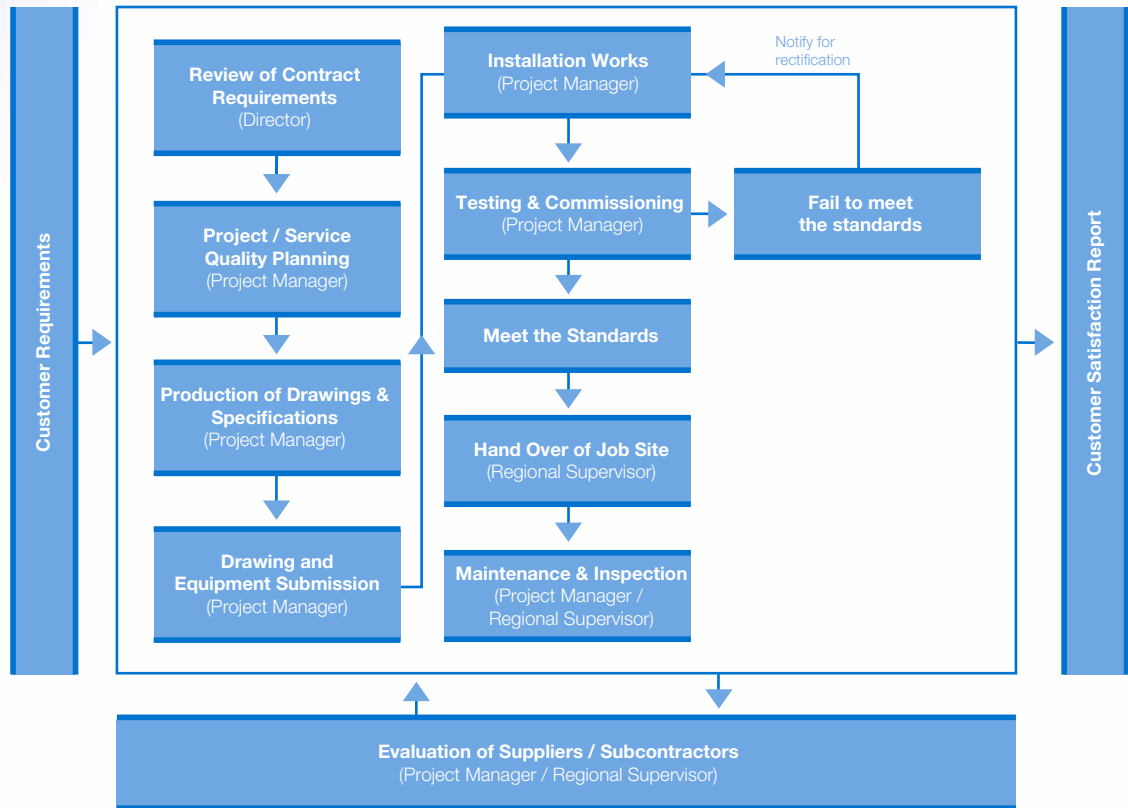 Customer Requirements
Review of Contract
Requirements
(Director)
Project / Service
Quality Planning
(Project Manager)
Production of Drawings &
Specifications
(Project Manager)
Drawing and
Equipment Submission
(Project Manager)
Installation Works
(Project Manager)
Notify for
rectification
Testing & Commissioning
(Project Manager)
Fail to meet
the standards
Meet the Standards
Hand Over of Job Site
(Regional Supervisor)
Maintenance & Inspection
(Project Manager /
Regional Supervisor)
Customer Satisfaction Report
Evaluation of Suppliers / Subcontractors
(Project Manager / Regional Supervisor)